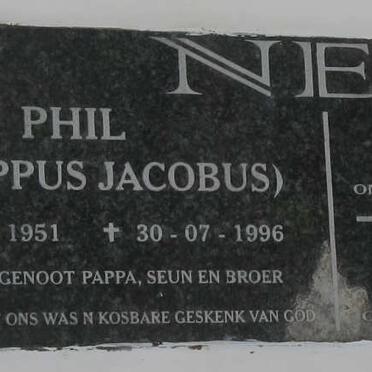 NE
PHIL
PPUS JACOBUS)
1951 ✝ 30 - 07 - 1996
GENOOT PAPPA, SEUN EN BROER
ONS WAS N KOSBARE GESKENK VAN GOD